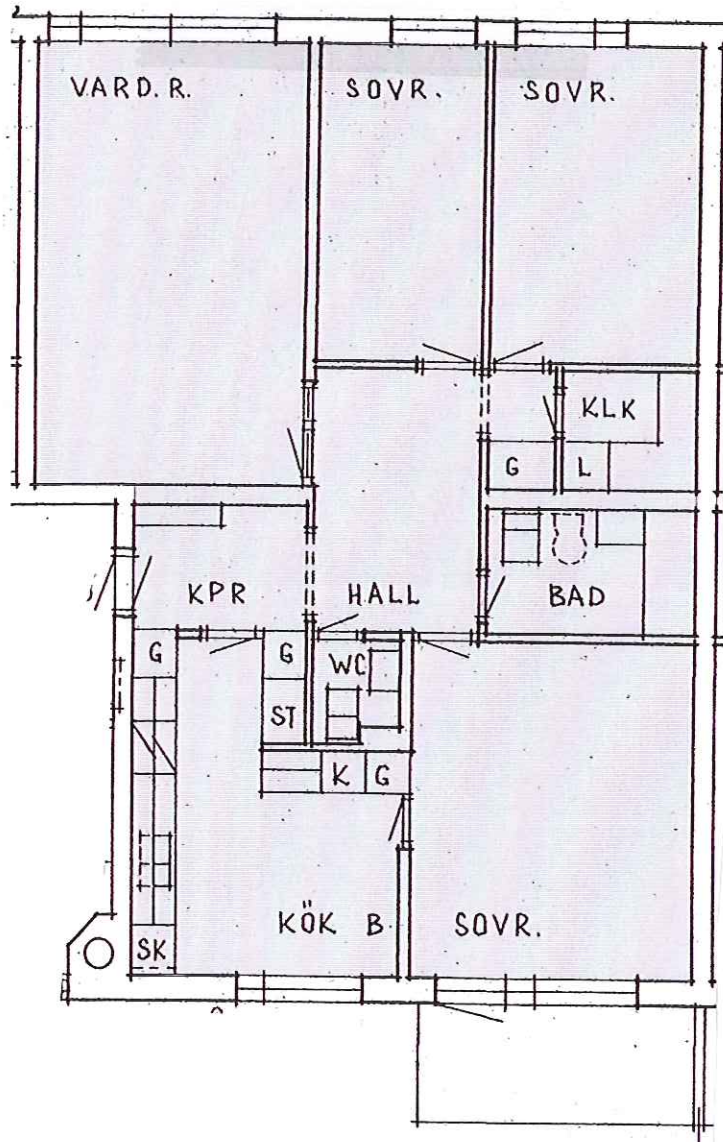 VARD. R.
SOVR.
SOVR.
KLK
G
L
KPR
HALL
BAD
G
G
WC
ST
K
G
KÖK B
SOVR.
SK